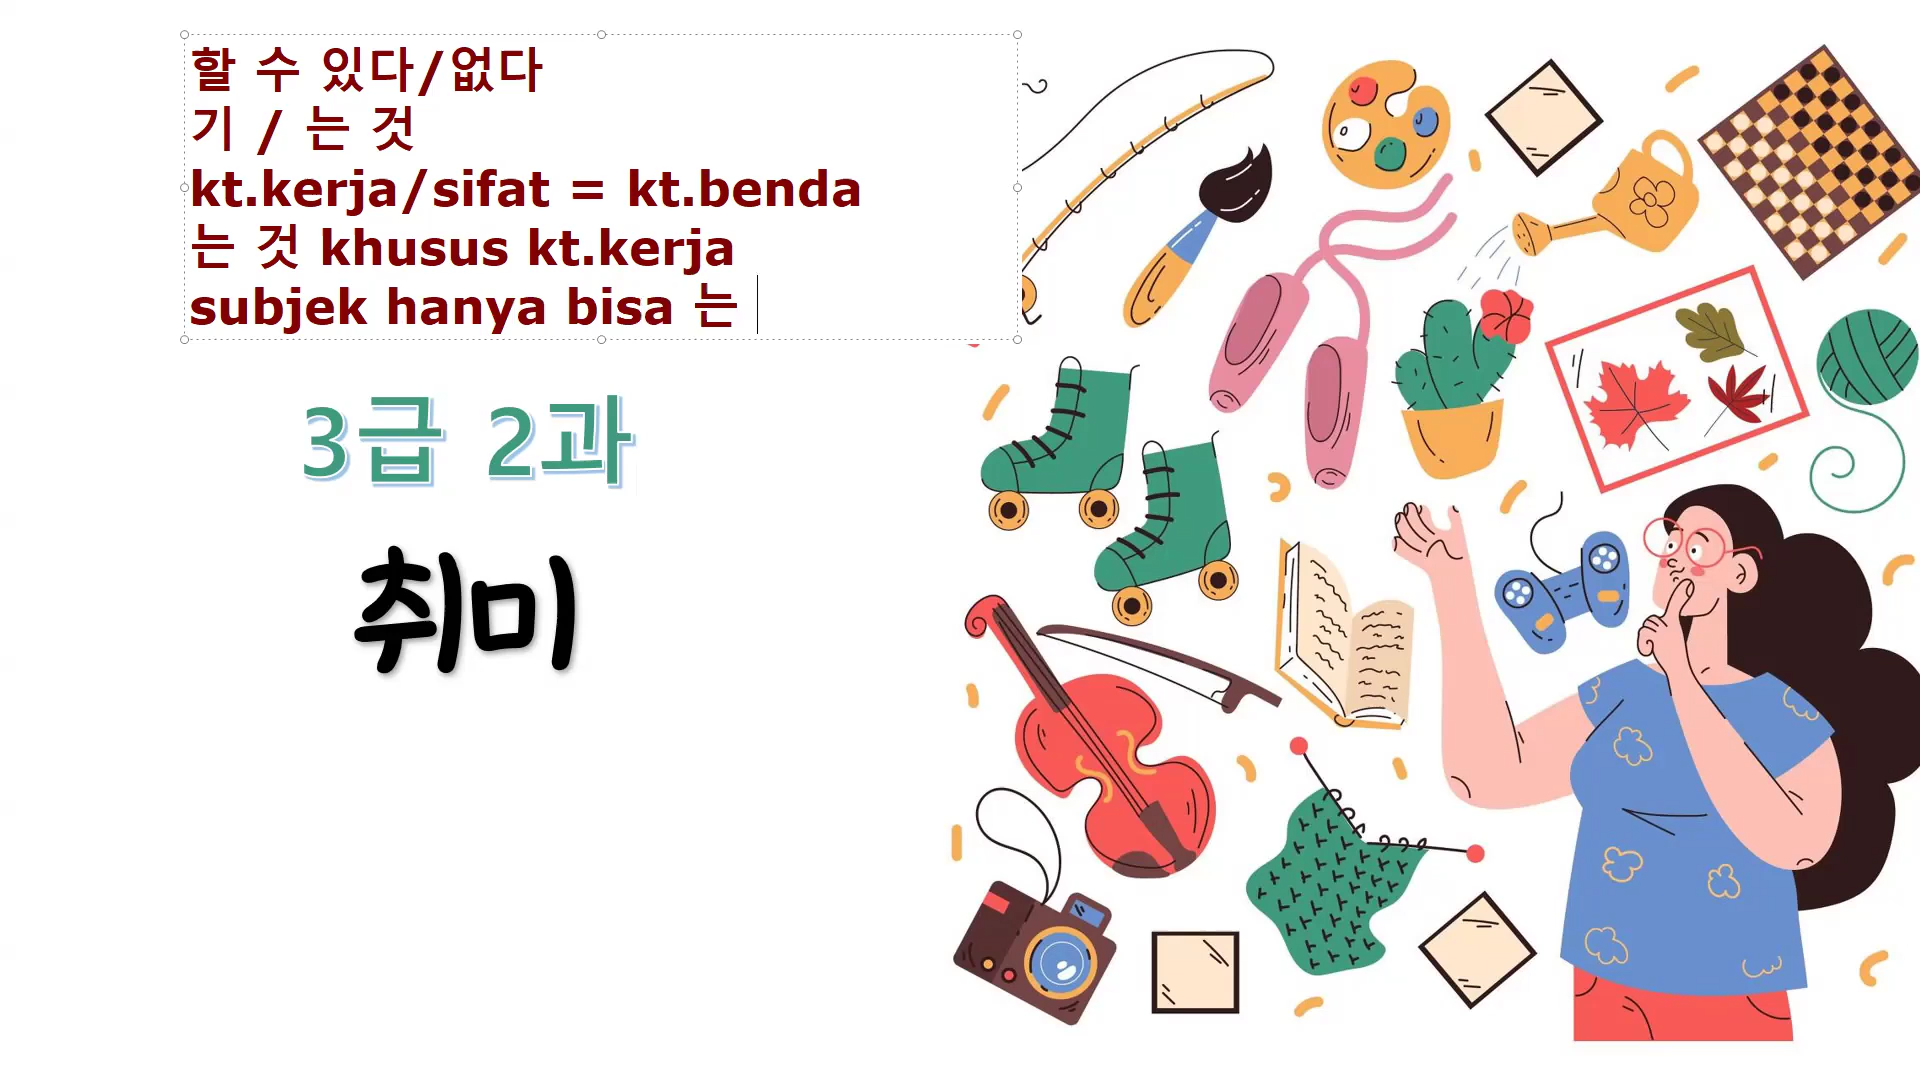 할 수 있다/없다
기 / 는 것
kt.kerja/sifat = kt.benda
는 것 khusus kt.kerja
subjek hanya bisa 는
3급 2과
취미